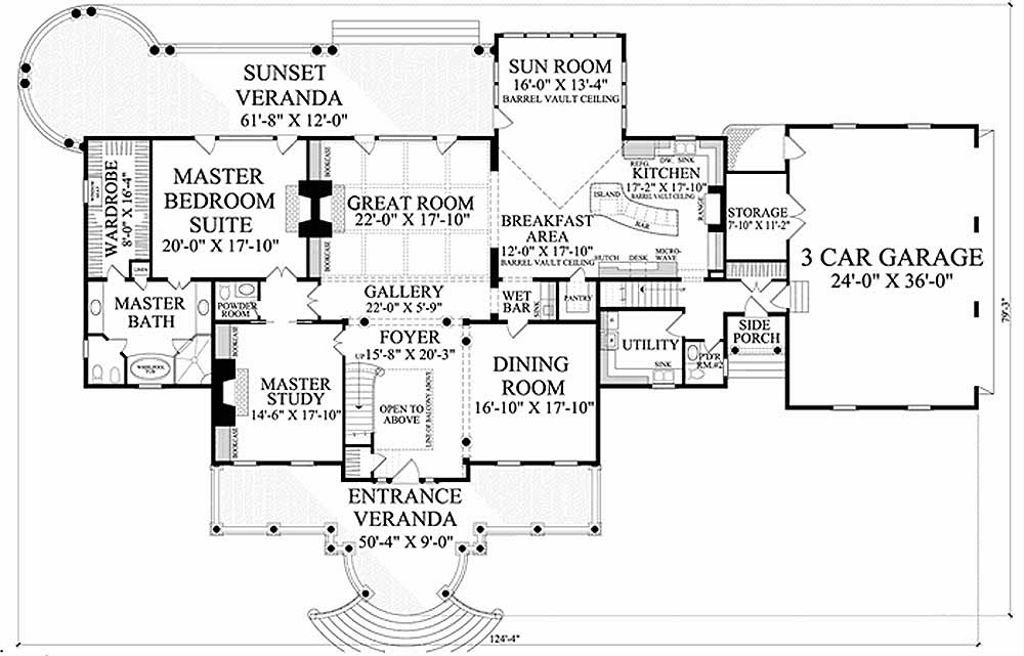 SUNSET
VERANDA
61'-8" X 12'-0"
SUN ROOM
16'-0" X 13'-4"
BARREL VAULT CEILING
WARDROBE
8'-0" X 16'-4"
MASTER
BEDROOM
SUITE
20'-0" X 17'-10"
BOOKCASE
BOOKCASE
GREAT ROOM
22'-0" X 17'-10"
REFG.
DW.
SINK
KITCHEN
17'-2" X 17'-10"
BARREL VAULT CEILING
ISLAND
BAR
RANGE
BREAKFAST
AREA
12'-0" X 17'-10"
BARREL VAULT CEILING
HUTCH
DESK
MICRO-
WAVE
STORAGE
7'-10" X 11'-2"
3 CAR GARAGE
24'-0" X 36'-0"
LINEN
MASTER
BATH
WHIRLPOOL
TUB
POWDER
ROOM
GALLERY
22'-0" X 5'-9"
WET
BAR
SINK
PANTRY
UTILITY
SINK
PD'R
RM.#2
SIDE
PORCH
79'-3"
BOOKCASE
BOOKCASE
MASTER
STUDY
14'-6" X 17'-10"
FOYER
15'-8" X 20'-3"
UP
OPEN TO
ABOVE
LINE OF BALCONY ABOVE
DINING
ROOM
16'-10" X 17'-10"
ENTRANCE
VERANDA
50'-4" X 9'-0"
124'-4"